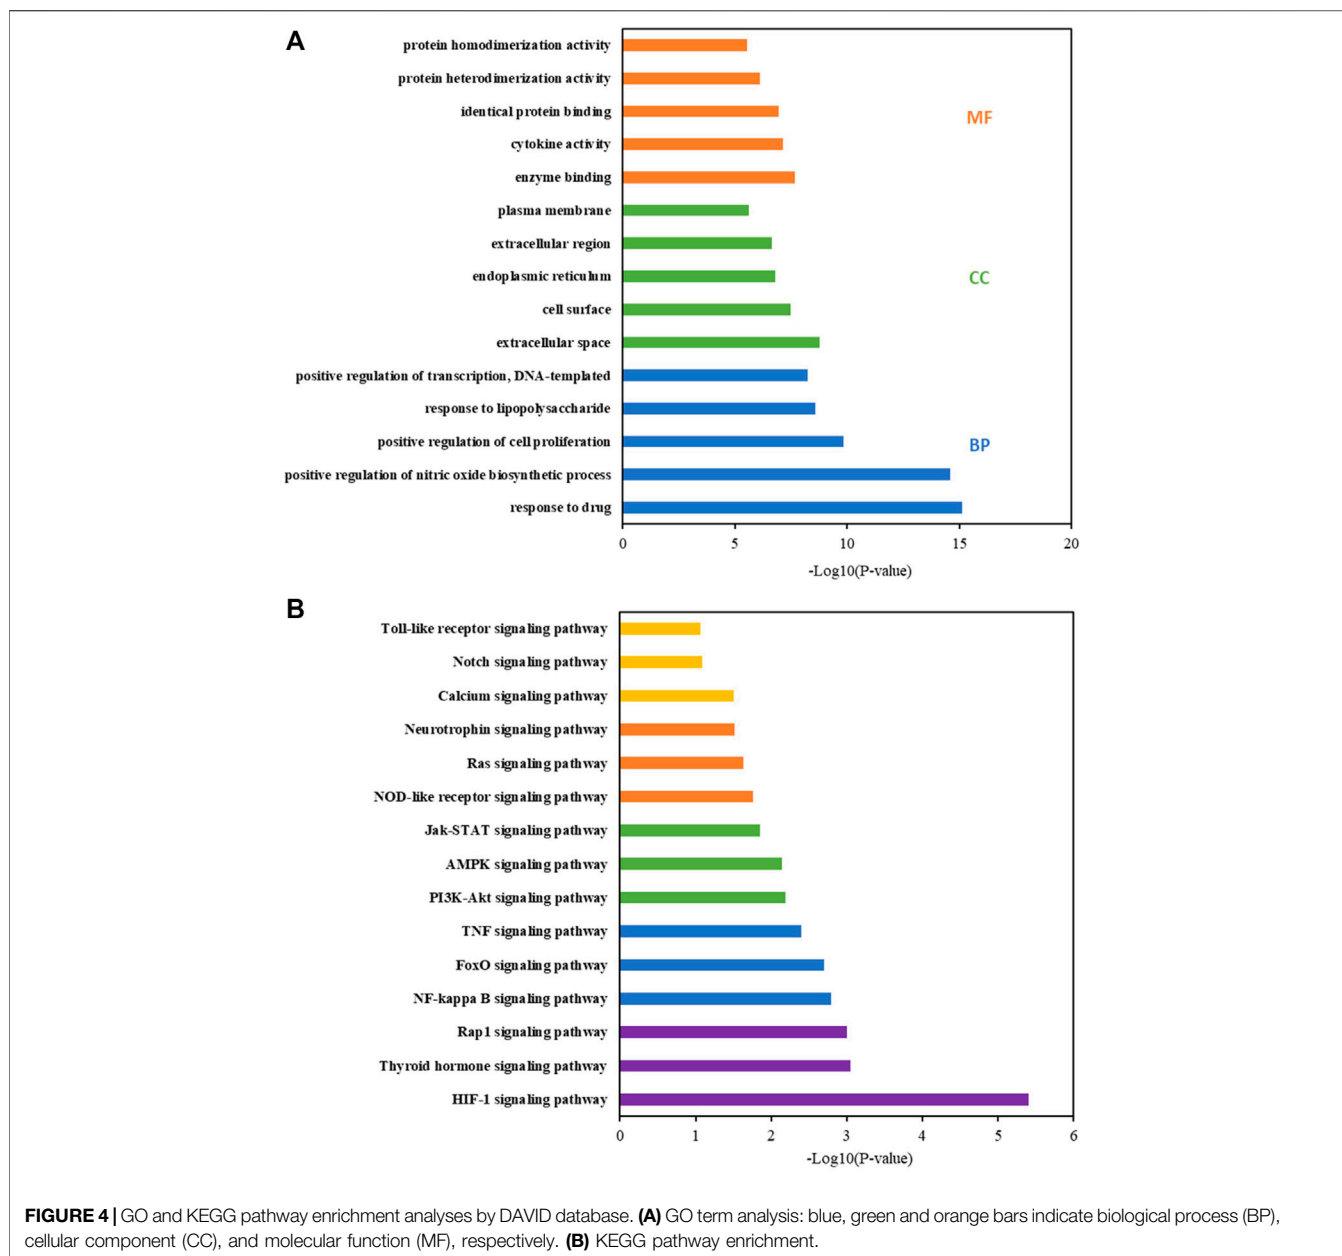 A
protein homodimerization activity
protein heterodimerization activity
identical protein binding
MF
cytokine activity
enzyme binding
plasma membrane
extracellular region
endoplasmic reticulum
CC
cell surface
extracellular space
positive regulation of transcription, DNA-templated
response to lipopolysaccharide
positive regulation of cell proliferation
BP
positive regulation of nitric oxide biosynthetic process
response to drug
0 5 10 15 20
-Log10(P-value)
B
Toll-like receptor signaling pathway
Notch signaling pathway
Calcium signaling pathway
Neurotrophin signaling pathway
Ras signaling pathway
NOD-like receptor signaling pathway
Jak-STAT signaling pathway
AMPK signaling pathway
PI3K-Akt signaling pathway
TNF signaling pathway
FoxO signaling pathway
NF-kappa B signaling pathway
Rap1 signaling pathway
Thyroid hormone signaling pathway
HIF-1 signaling pathway
0 1 2 3 4 5 6
-Log10(P-value)
FIGURE 4 | GO and KEGG pathway enrichment analyses by DAVID database. (A) GO term analysis: blue, green and orange bars indicate biological process (BP),
cellular component (CC), and molecular function (MF), respectively. (B) KEGG pathway enrichment.